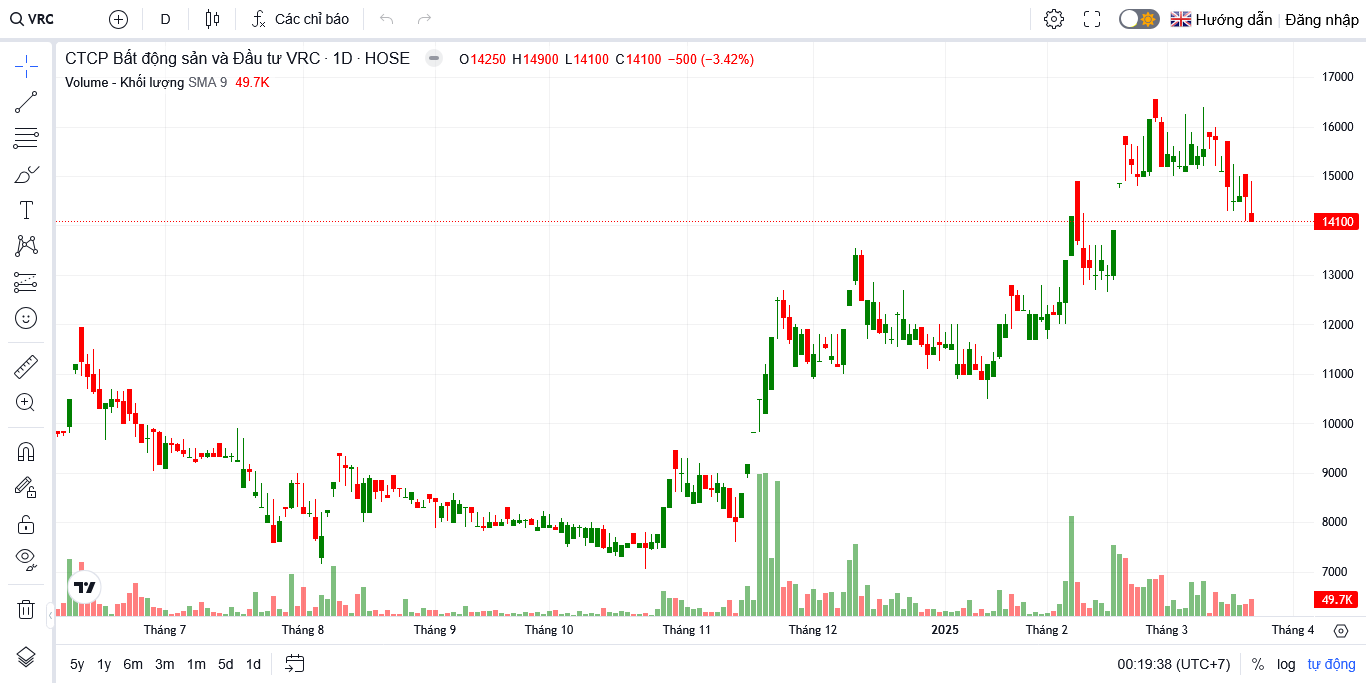 VRC D Các chỉ báo Hướng dẫn Đăng nhập
CTCP Bất động sản và Đầu tư VRC · 1D · HOSE O14250 H14900 L14100 C14100 −500 (−3.42%)
Volume - Khối lượng SMA 9 49.7K
17000
16000
15000
14100
13000
12000
11000
10000
9000
8000
7000
49.7K
Tháng 7 Tháng 8 Tháng 9 Tháng 10 Tháng 11 Tháng 12 2025 Tháng 2 Tháng 3 Tháng 4
5y 1y 6m 3m 1m 5d 1d 00:19:38 (UTC+7) % log tự động